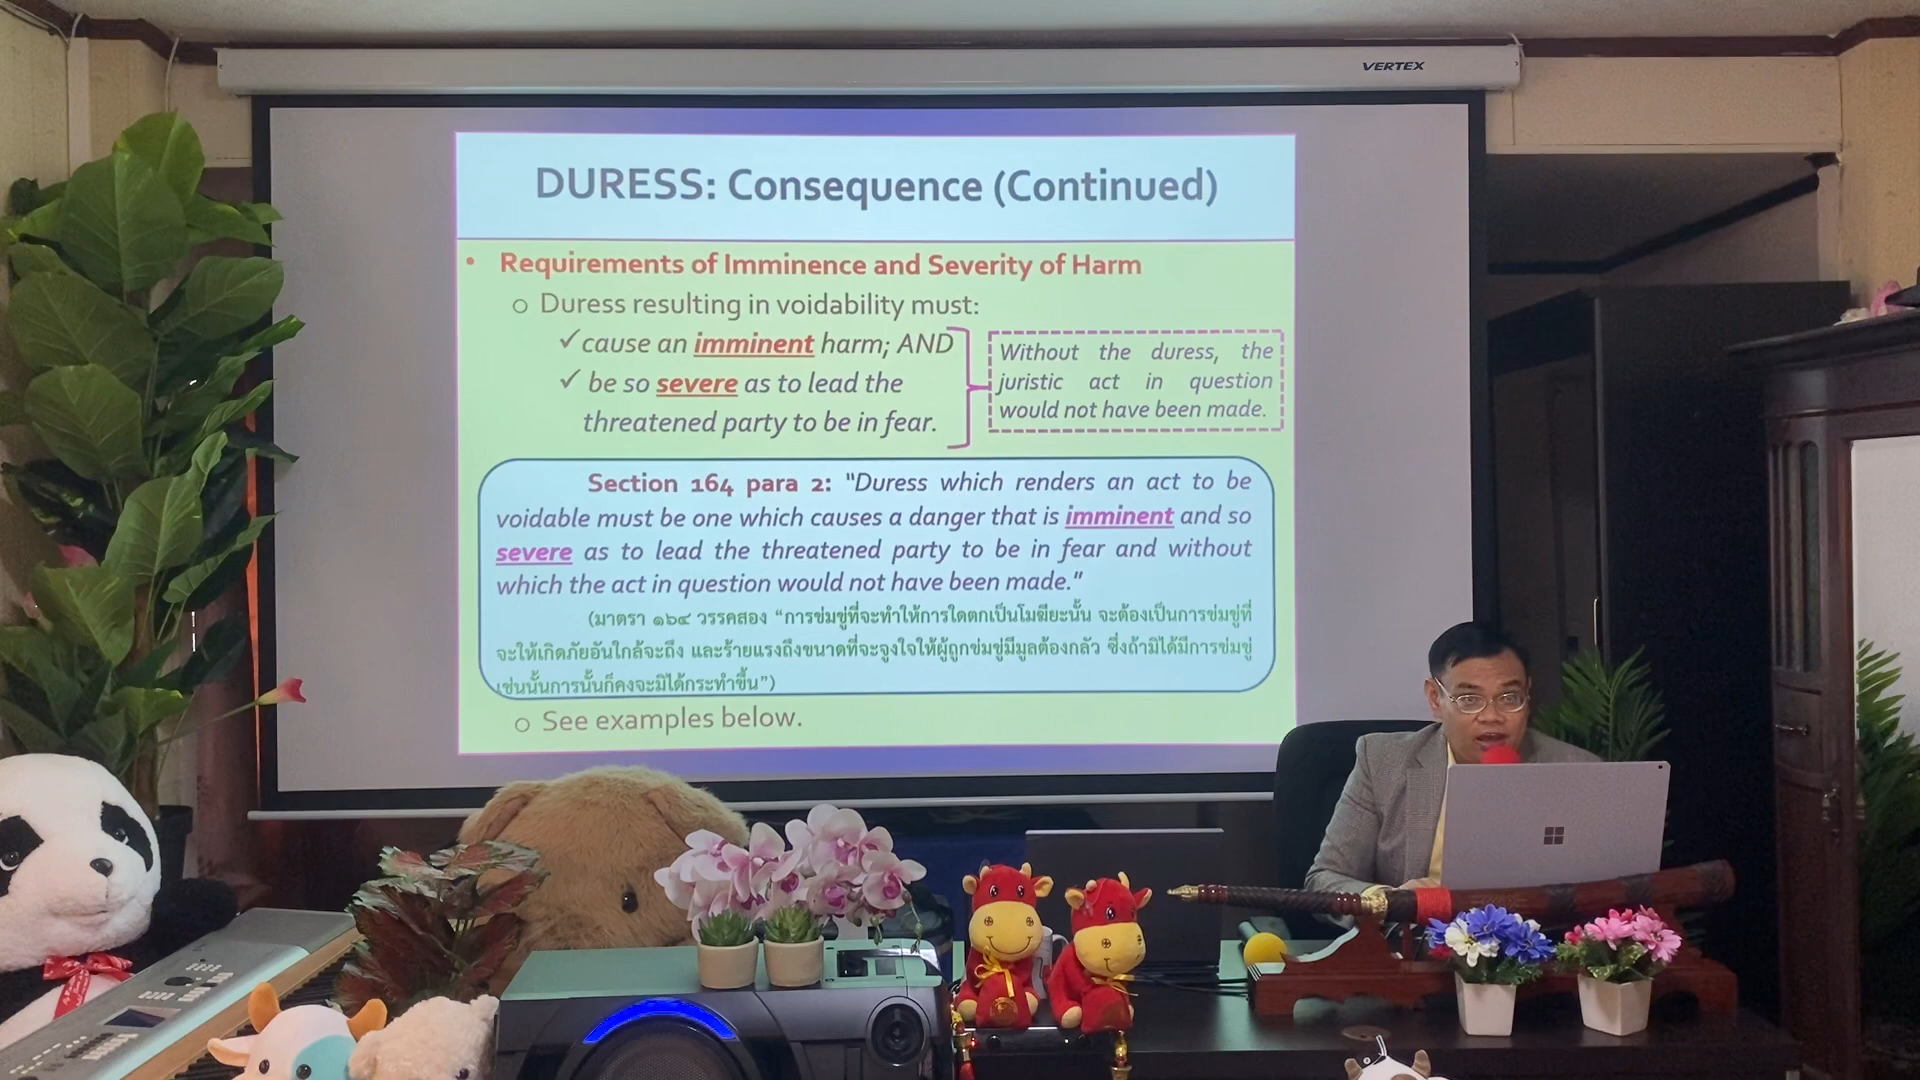 VERTEX
DURESS: Consequence (Continued)
• Requirements of Imminence and Severity of Harm
o Duress resulting in voidability must:
✓ cause an imminent harm; AND
✓ be so severe as to lead the
threatened party to be in fear.
Without the duress, the
juristic act in question
would not have been made.
Section 164 para 2: "Duress which renders an act to be
voidable must be one which causes a danger that is imminent and so
severe as to lead the threatened party to be in fear and without
which the act in question would not have been made."
(มาตรา ๑๖๔ วรรคสอง “การข่มขู่ที่จะทำให้การใดตกเป็นโมฆียะนั้น จะต้องเป็นการข่มขู่ที่
จะให้เกิดภัยอันใกล้จะถึง และร้ายแรงถึงขนาดที่จะจูงใจให้ผู้ถูกข่มขู่มีมูลต้องกลัว ซึ่งถ้ามิได้มีการข่มขู่
เช่นนั้นการนั้นก็คงจะมิได้กระทำขึ้น”)
o See examples below.